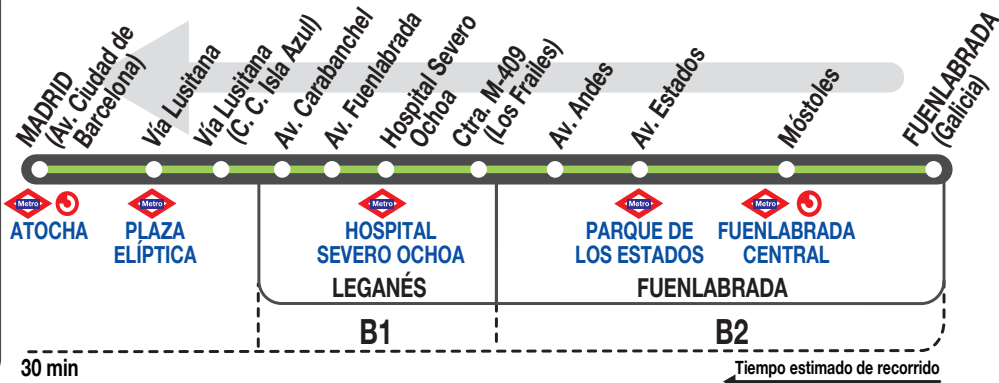 MADRID
(Av. Ciudad de
Barcelona)
Vía Lusitana
Vía Lusitana
(C. C. Isla Azul)
Av. Carabanchel
Av. Fuenlabrada
Hospital Severo
Ochoa
Ctra. M-409
(Los Frailes)
Av. Andes
Av. Estados
Móstoles
FUENLABRADA
(Galicia)
Metro
Metro
Metro
Metro
Metro
ATOCHA
PLAZA
ELÍPTICA
HOSPITAL
SEVERO OCHOA
PARQUE DE
LOS ESTADOS
FUENLABRADA
CENTRAL
LEGANÉS
FUENLABRADA
B1
B2
30 min
Tiempo estimado de recorrido